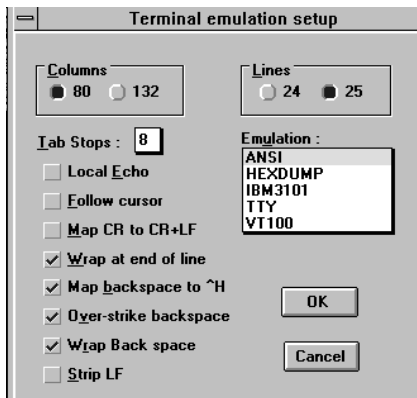 Terminal emulation setup
Columns
80 132
Lines
24 25
Tab Stops : 8
Local Echo
Follow cursor
Map CR to CR+LF
Wrap at end of line
Map backspace to ^H
Over-strike backspace
Wrap Back space
Strip LF
Emulation :
ANSI
HEXDUMP
IBM3101
TTY
VT100
OK
Cancel